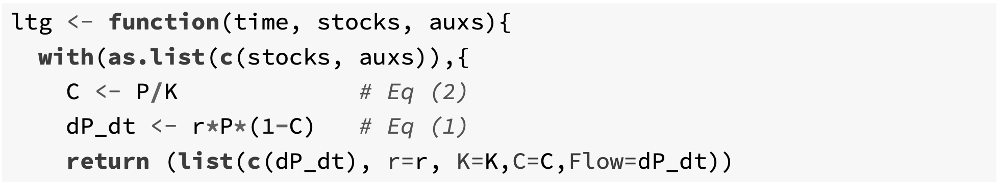 ltg <- function(time, stocks, auxs){
  with(as.list(c(stocks, auxs)),{
    C <- P/K             # Eq (2)
    dP_dt <- r*P*(1-C)   # Eq (1)
    return (list(c(dP_dt), r=r, K=K,C=C,Flow=dP_dt))